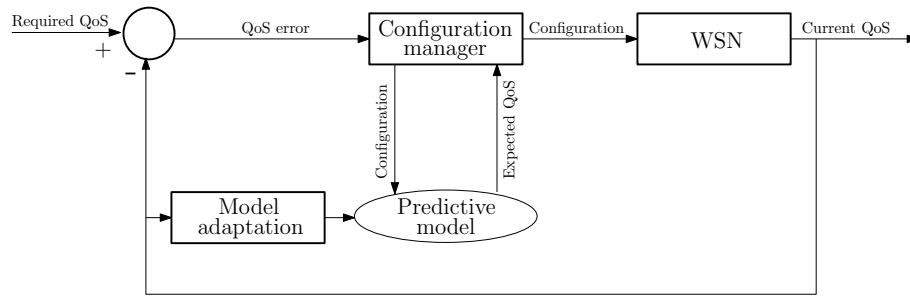 Required QoS
+
-
QoS error
Configuration
manager
Configuration
WSN
Current QoS
Configuration
Expected QoS
Model
adaptation
Predictive
model